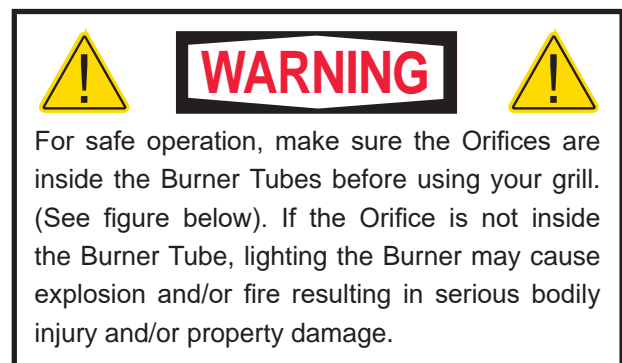 WARNING
For safe operation, make sure the Orifices are
inside the Burner Tubes before using your grill.
(See figure below). If the Orifice is not inside
the Burner Tube, lighting the Burner may cause
explosion and/or fire resulting in serious bodily
injury and/or property damage.